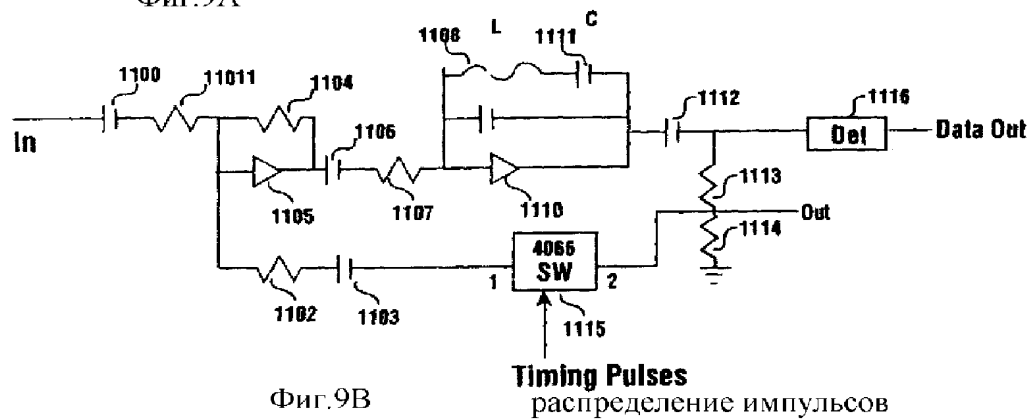 Фиг.9А
L
C
1108
1111
1100
11011
1104
1106
1112
1116
In
Det
Data Out
1105
1107
1110
1113
Out
1114
4066
SW
1
2
1102
1103
1115
Timing Pulses
Фиг.9В
распределение импульсов